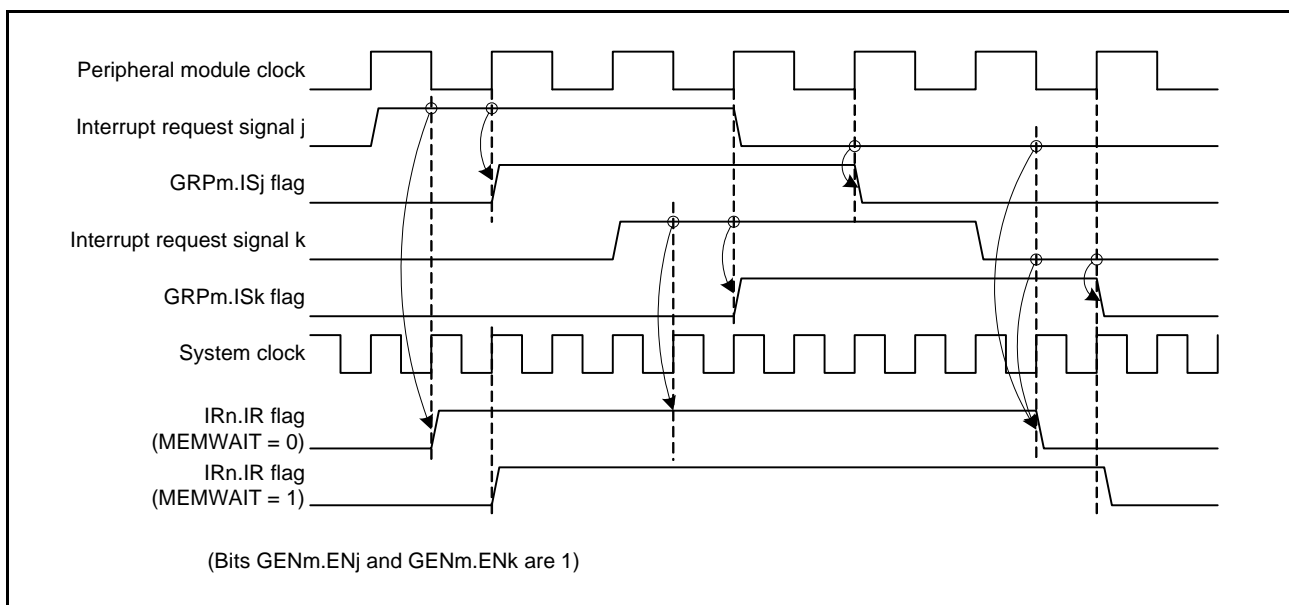 Peripheral module clock
Interrupt request signal j
GRPm.ISj flag
Interrupt request signal k
GRPm.ISk flag
System clock
IRn.IR flag
(MEMWAIT = 0)
IRn.IR flag
(MEMWAIT = 1)
(Bits GENm.ENj and GENm.ENk are 1)